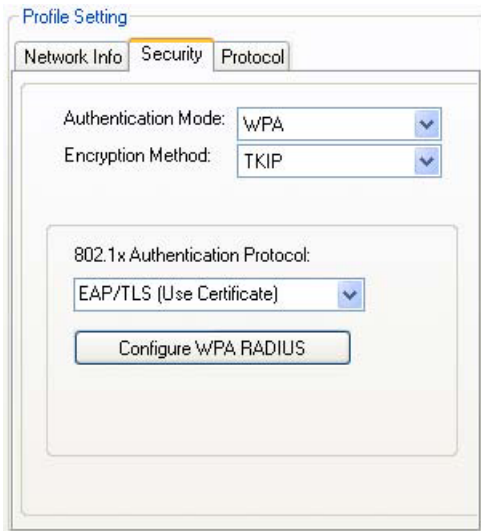 Profile Setting
Network Info Security Protocol
Authentication Mode: WPA
Encryption Method: TKIP
802.1x Authentication Protocol:
EAP/TLS (Use Certificate)
Configure WPA RADIUS